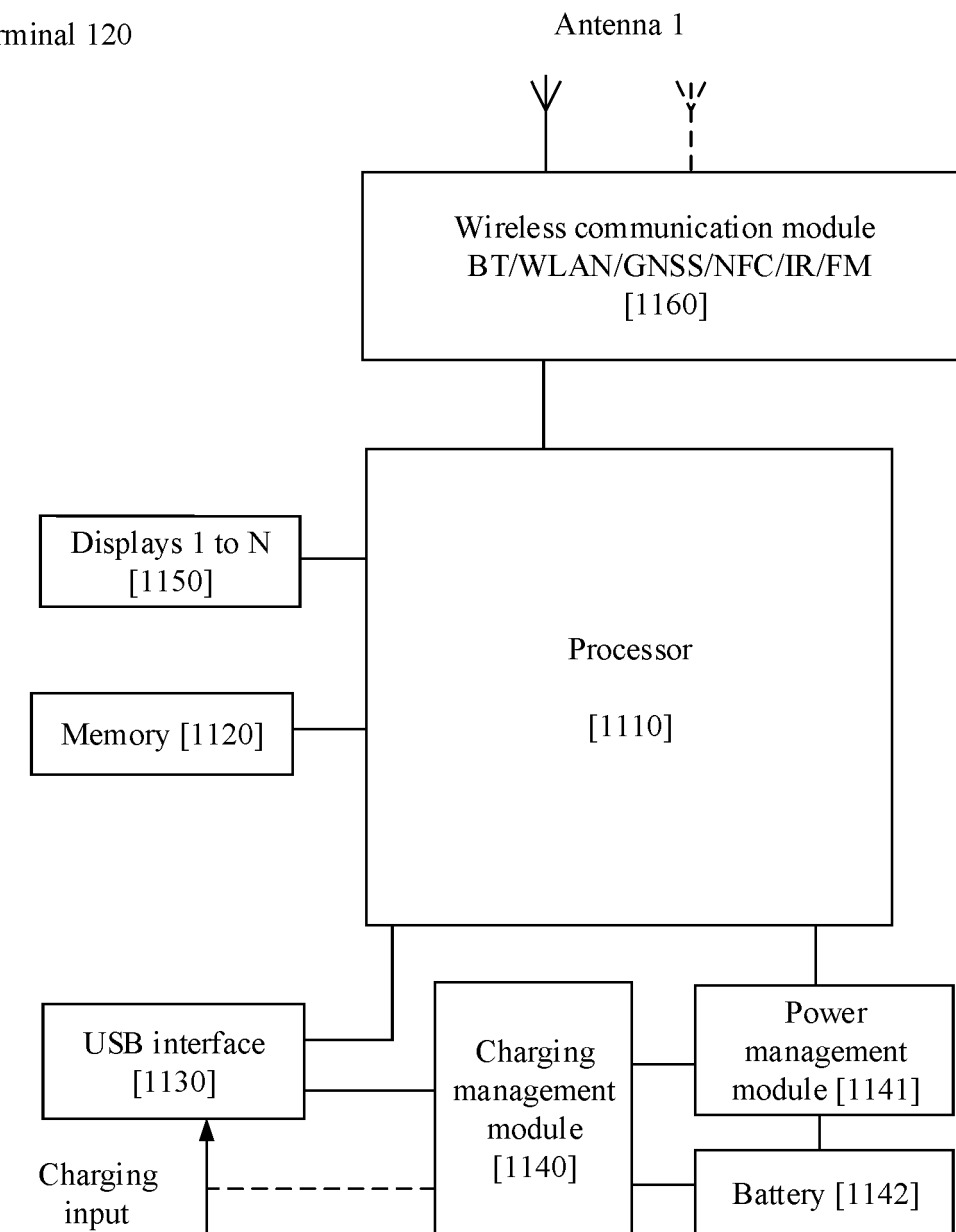 rminal 120
Antenna 1
Wireless communication module
BT/WLAN/GNSS/NFC/IR/FM
[1160]
Displays 1 to N
[1150]
Processor
[1110]
Memory [1120]
USB interface
[1130]
Charging
management
module
[1140]
Power
management
module [1141]
Charging
input
Battery [1142]